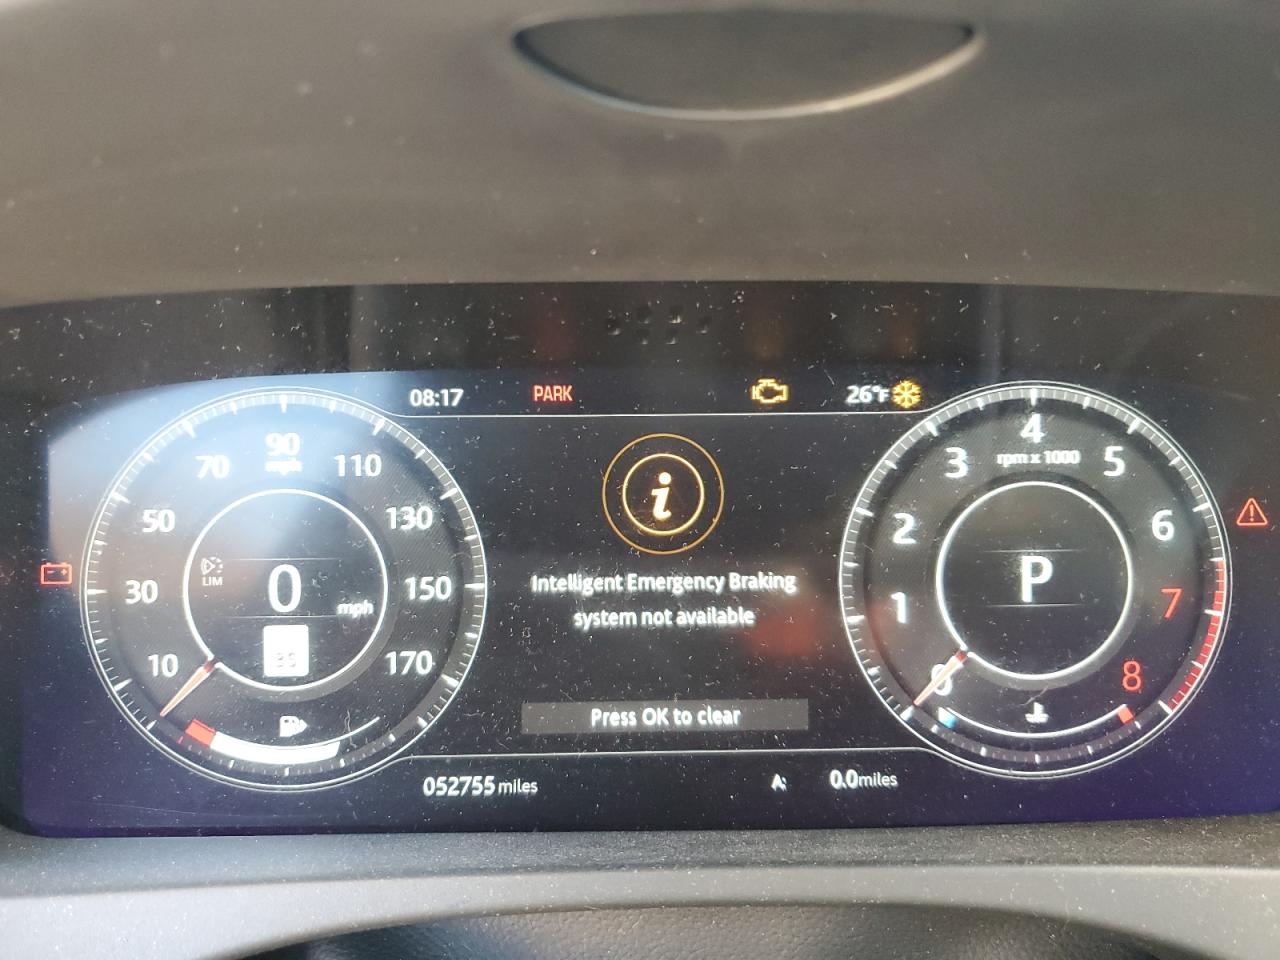 08:17
PARK
26°F
90
mph
70
110
50
130
30
150
10
170
LIM
0
mph
Intelligent Emergency Braking
system not available
Press OK to clear
4
rpm x 1000
3
5
2
6
1
7
0
8
P
052755 miles
A:
0.0 miles